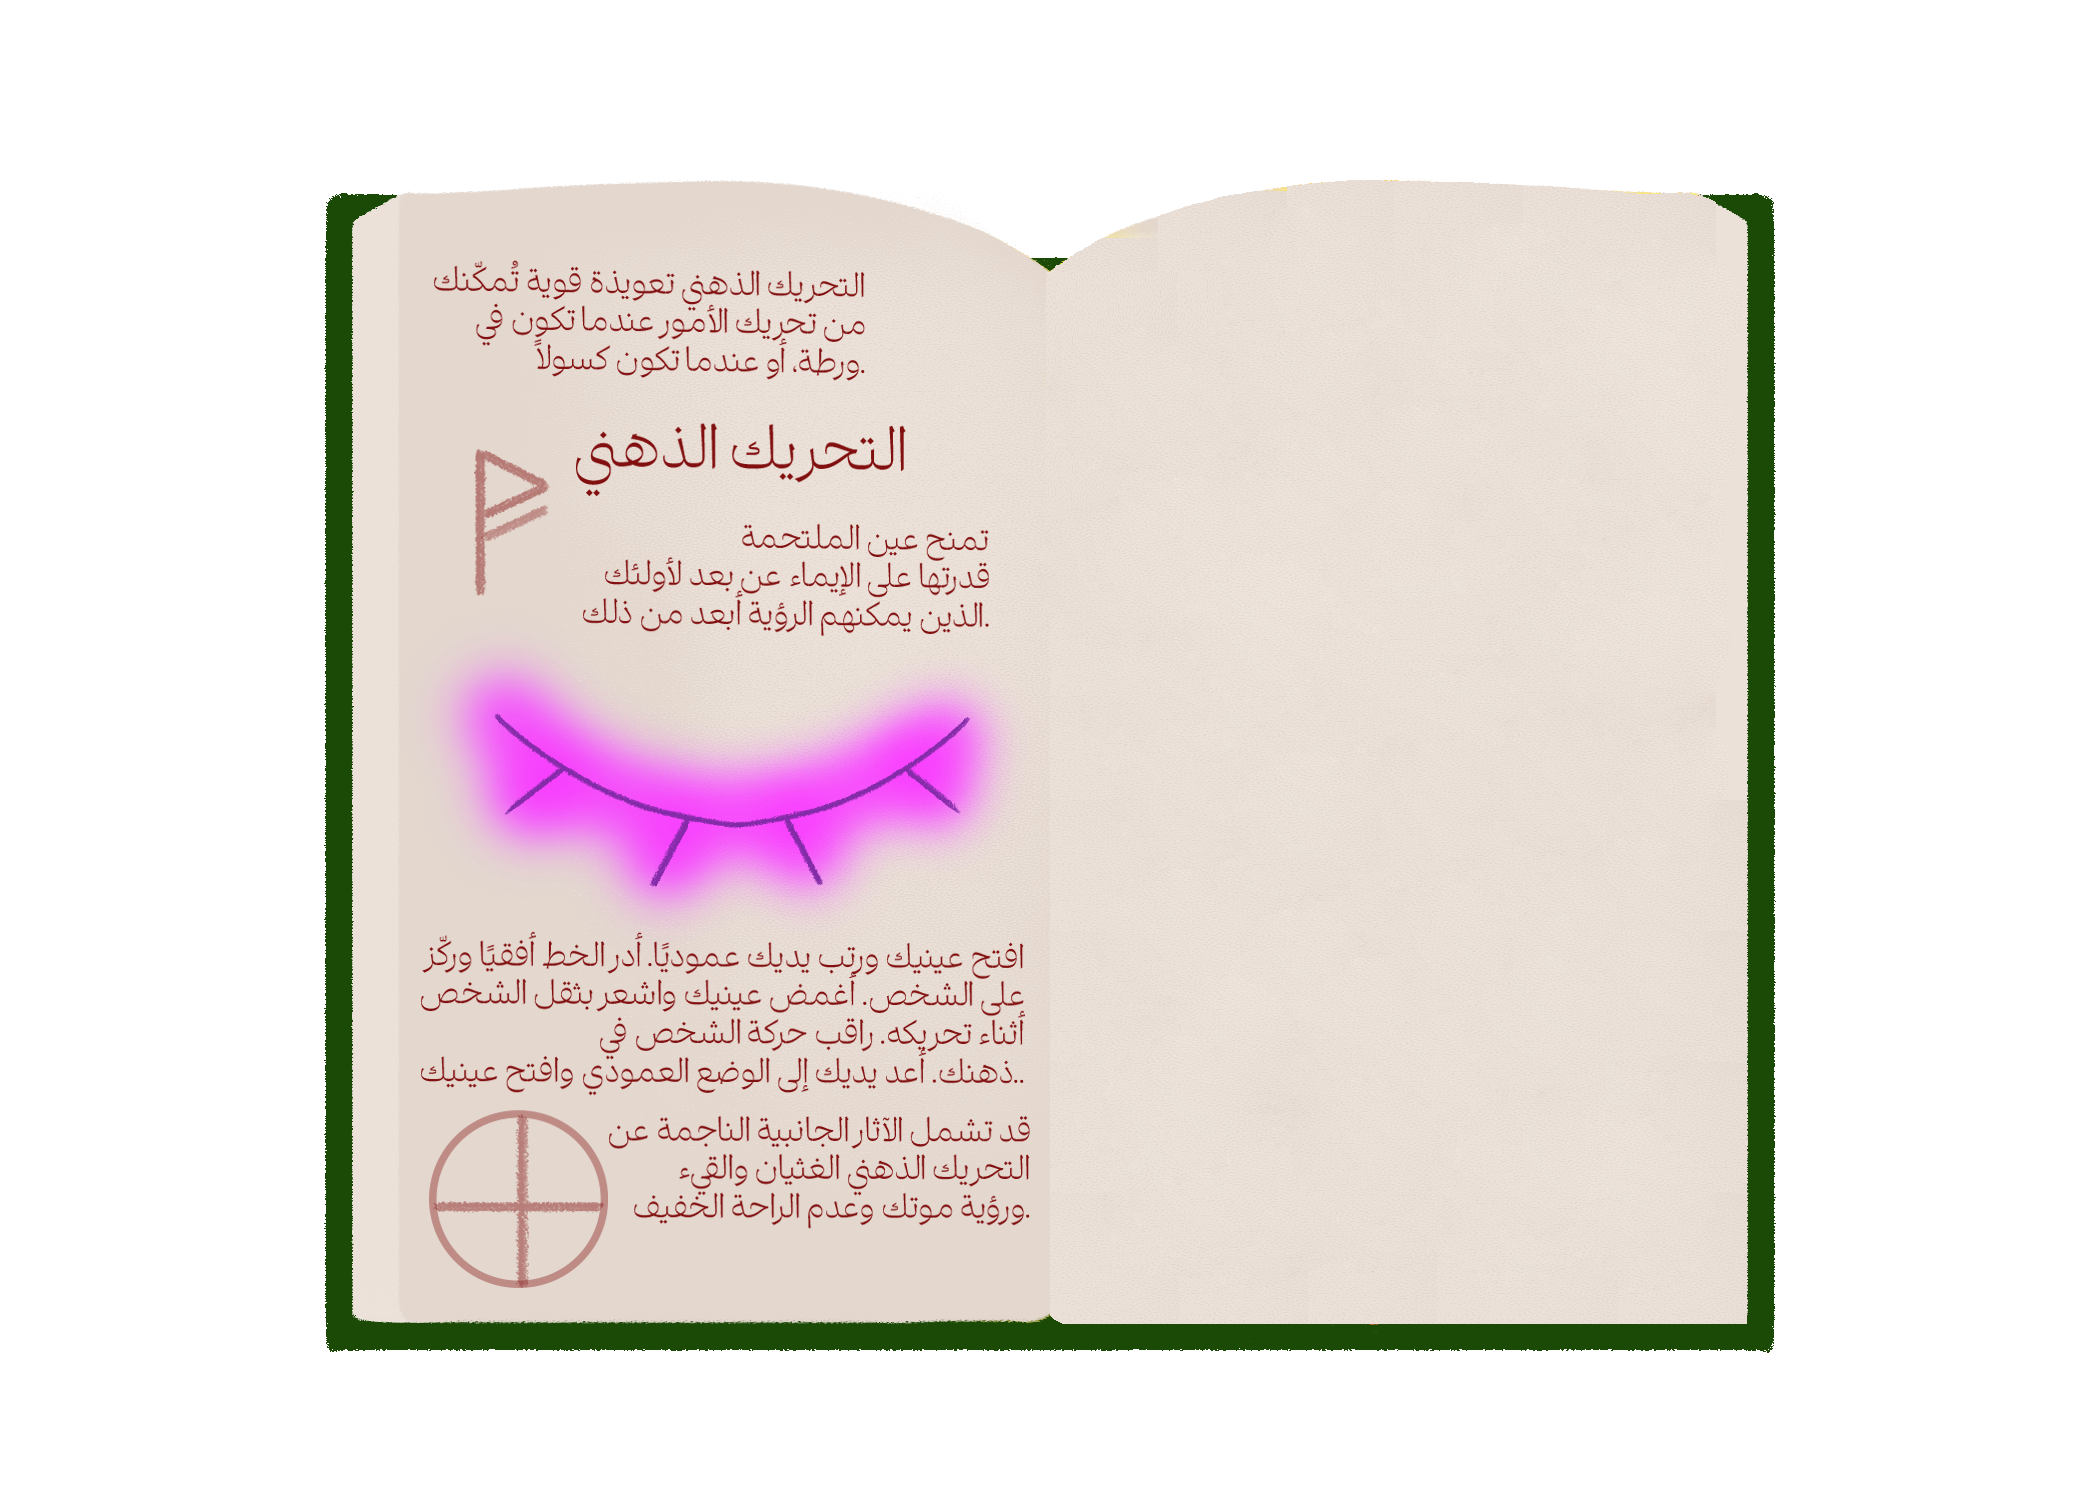 التحريك الذهني تعويذة قوية تُمكّنك
من تحريك الأمور عندما تكون في
.ورطة، أو عندما تكون كسولاً
التحريك الذهني
تمنح عين الملتحمة
قدرتها على الإيماء عن بعد لأولئك
.الذين يمكنهم الرؤية أبعد من ذلك
افتح عينيك ورتب يديك عموديًا. أدر الخط أفقيًا وركّز
على الشخص. أغمض عينيك واشعر بثقل الشخص
أثناء تحريكه. راقب حركة الشخص في
..ذهنك. أعد يديك إلى الوضع العمودي وافتح عينيك
قد تشمل الآثار الجانبية الناجمة عن
التحريك الذهني الغثيان والقيء
.ورؤية موتك وعدم الراحة الخفيف